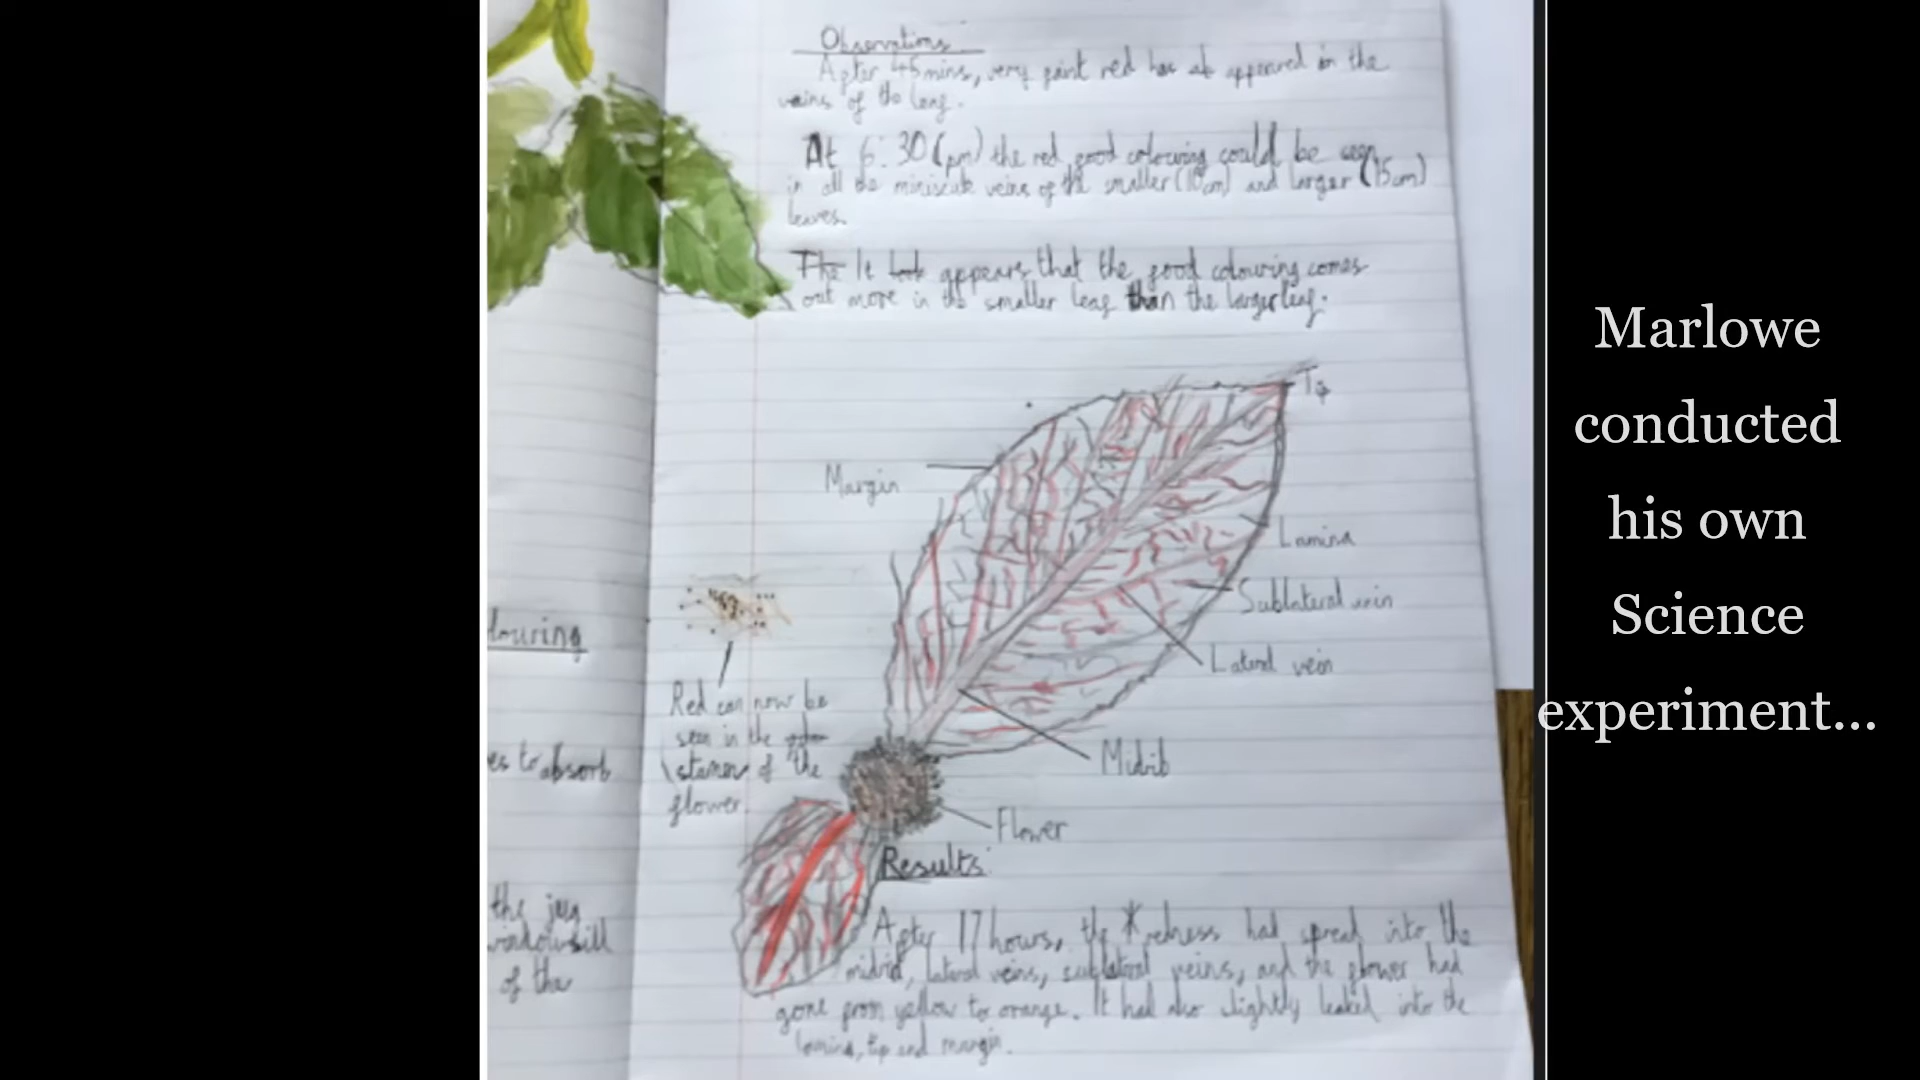 Observations
After 45mins, very faint red has at appeared in the
veins of the leaf.
At 6:30(pm) the red food colouring could be seen
in all the miniscule veins of the smaller (10cm) and larger (15cm)
leaves.
The It look appears that the food colouring comes
out more in the smaller leaf than the larger leaf.
Tip
Margin
Lamina
Sublateral vein
Lateral vein
Midrib
Flower
Red can now be
seen in the
stamen of the
flower.
Results:
After 17 hours, the redness had spread into the
midrib, lateral veins, sublateral veins, and the flower had
gone from yellow to orange. It had also slightly leaked into the
lamina, tip and margin.
louring
es to absorb
the jug
windowsill
of the
Marlowe
conducted
his own
Science
experiment...